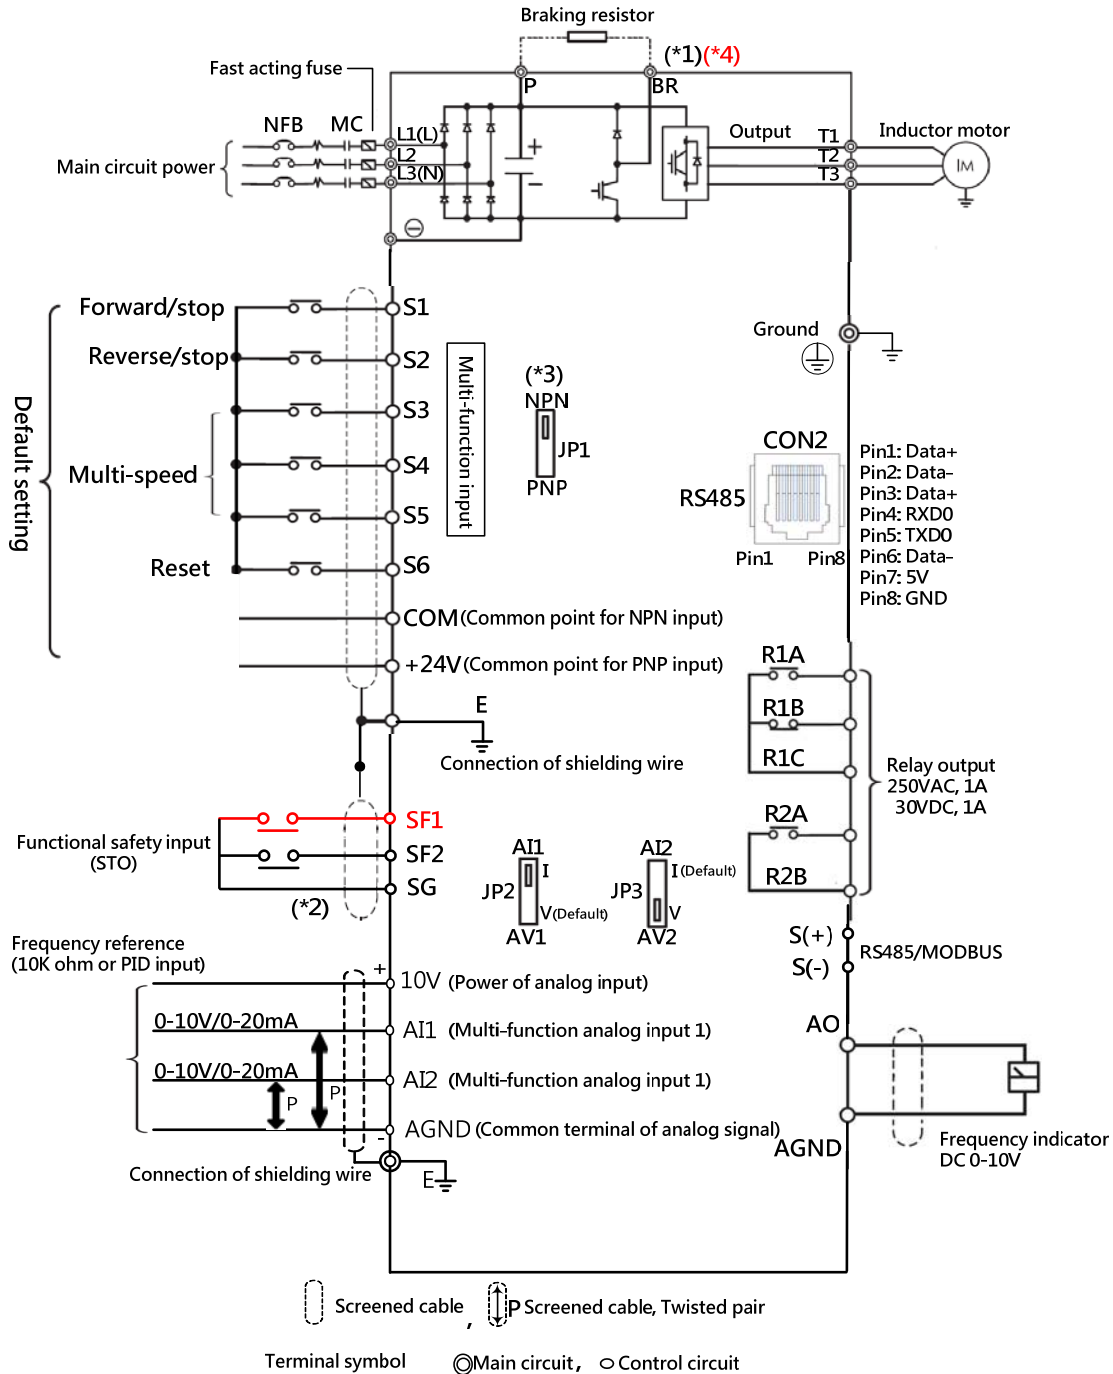 Braking resistor
(*1)(*4)
Fast acting fuse
P
BR
NFB
MC
L1(L)
L2
L3(N)
Main circuit power
+
−
Output
T1
T2
T3
Inductor motor
IM
⊖
Default setting
Forward/stop
S1
Reverse/stop
S2
S3
Multi-speed
S4
S5
Reset
S6
Multi-function input
COM(Common point for NPN input)
+24V(Common point for PNP input)
(*3)
NPN
JP1
PNP
Ground
CON2
RS485
Pin1
Pin8
Pin1: Data+
Pin2: Data-
Pin3: Data+
Pin4: RXD0
Pin5: TXD0
Pin6: Data-
Pin7: 5V
Pin8: GND
E
Connection of shielding wire
R1A
R1B
R1C
R2A
R2B
Relay output
250VAC, 1A
30VDC, 1A
Functional safety input
(STO)
SF1
SF2
SG
(*2)
AI1
I
JP2
V(Default)
AV1
AI2
I(Default)
JP3
V
AV2
S(+)
S(-)
RS485/MODBUS
Frequency reference
(10K ohm or PID input)
+
10V (Power of analog input)
0-10V/0-20mA
AI1 (Multi-function analog input 1)
0-10V/0-20mA
AI2 (Multi-function analog input 1)
P
P
AGND (Common terminal of analog signal)
-
Connection of shielding wire
E
AO
AGND
Frequency indicator
DC 0-10V
Screened cable,
P Screened cable, Twisted pair
Terminal symbol
Main circuit,
Control circuit